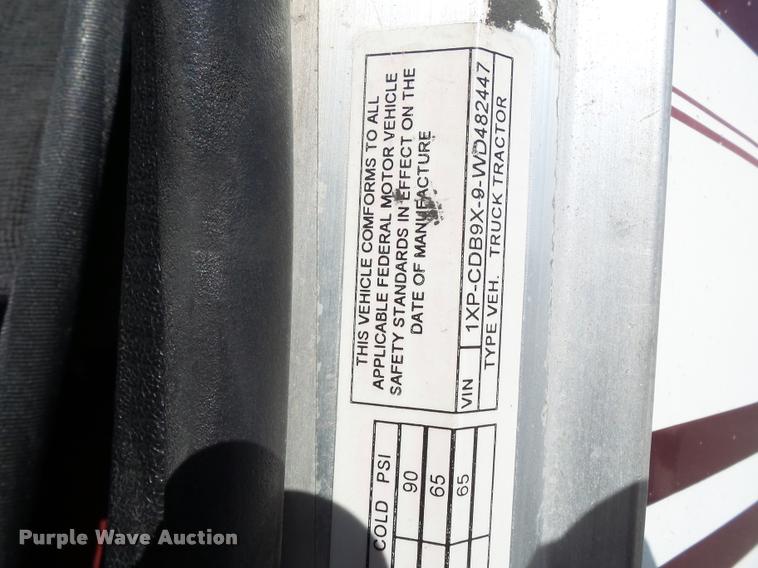 THIS VEHICLE COMFORMS TO ALL
APPLICABLE FEDERAL MOTOR VEHICLE
SAFETY STANDARDS IN EFFECT ON THE
DATE OF MANUFACTURE
VIN 1XP-CDB9X-9-WD482447
TYPE VEH. TRUCK TRACTOR
COLD PSI
90
65
65
Purple Wave Auction